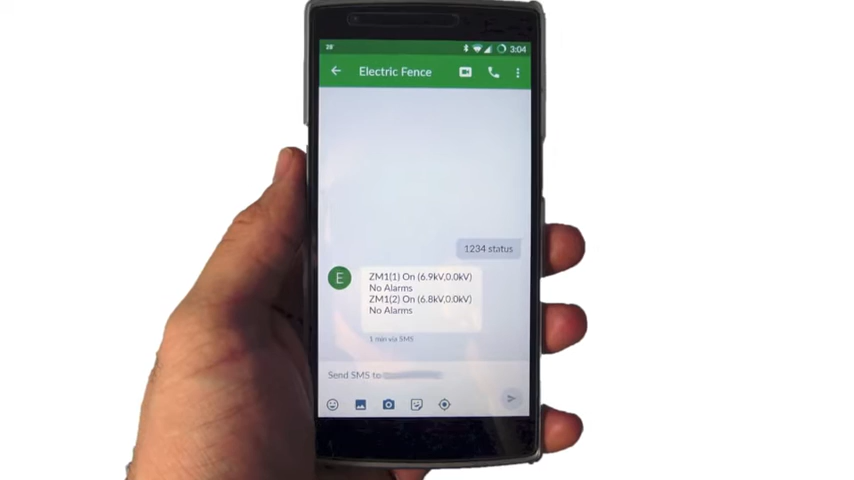 28°
3:04
Electric Fence
1234 status
E
ZM1(1) On (6.9kV,0.0kV)
No Alarms
ZM1(2) On (6.8kV,0.0kV)
No Alarms
1 min via SMS
Send SMS to